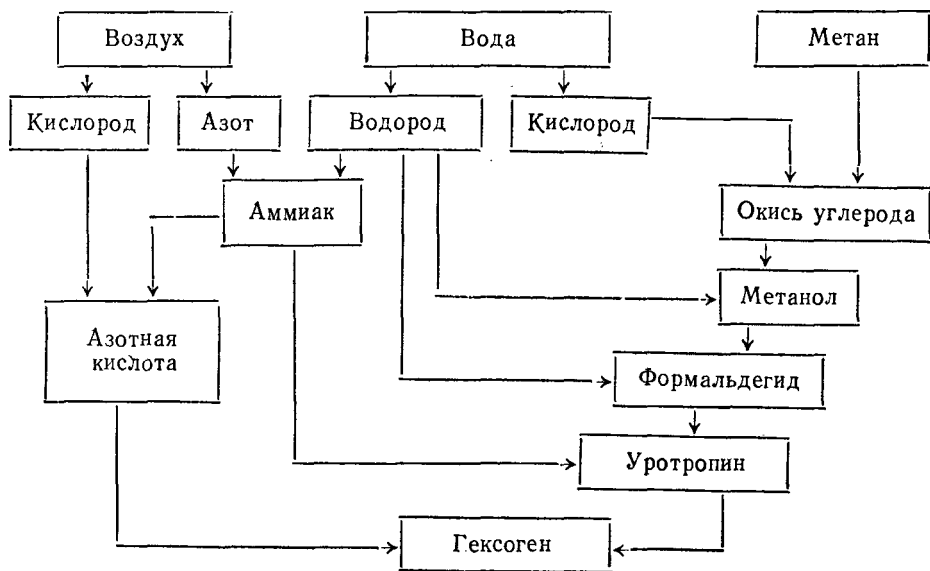 Воздух
Вода
Метан
Кислород
Азот
Водород
Кислород
Аммиак
Окись углерода
Азотная
кислота
Метанол
Формальдегид
Уротропин
Гексоген